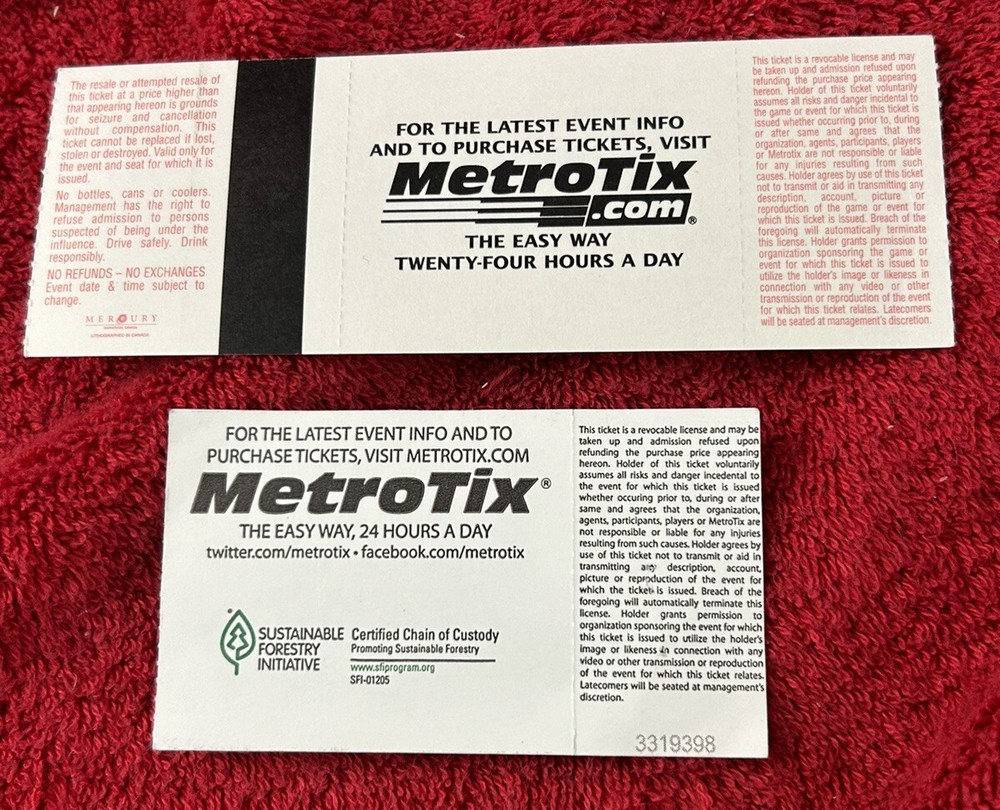 The resale or attempted resale of
this ticket at a price higher than
that appearing hereon is grounds
for seizure and cancellation
without compensation. This
ticket cannot be replaced if lost,
stolen or destroyed. Valid only for
the event and seat for which it is
issued.
No bottles, cans or coolers.
Management has the right to
refuse admission to persons
suspected of being under the
influence. Drive safely. Drink
responsibly.
NO REFUNDS – NO EXCHANGES
Event date & time subject to
change.
MERCURY
LITHOGRAPHED IN CANADA
FOR THE LATEST EVENT INFO
AND TO PURCHASE TICKETS, VISIT
MetroTix
.com®
THE EASY WAY
TWENTY-FOUR HOURS A DAY
This ticket is a revocable license and may
be taken up and admission refused upon
refunding the purchase price appearing
hereon. Holder of this ticket voluntarily
assumes all risks and danger incidental to
the game or event for which this ticket is
issued whether occurring prior to, during
or after same and agrees that the
organization, agents, participants, players
or Metrotix are not responsible or liable
for any injuries resulting from such
causes. Holder agrees by use of this ticket
not to transmit or aid in transmitting any
description, account, picture or
reproduction of the game or event for
which this ticket is issued. Breach of the
foregoing will automatically terminate
this license. Holder grants permission to
organization sponsoring the game or
event for which this ticket is issued to
utilize the holder's image or likeness in
connection with any video or other
transmission or reproduction of the event
for which this ticket relates. Latecomers
will be seated at management's discretion.
FOR THE LATEST EVENT INFO AND TO
PURCHASE TICKETS, VISIT METROTIX.COM
MetroTix®
THE EASY WAY, 24 HOURS A DAY
twitter.com/metrotix • facebook.com/metrotix
SUSTAINABLE
FORESTRY
INITIATIVE
Certified Chain of Custody
Promoting Sustainable Forestry
www.sfiprogram.org
SFI-01205
This ticket is a revocable license and may be
taken up and admission refused upon
refunding the purchase price appearing
hereon. Holder of this ticket voluntarily
assumes all risks and danger incedental to
the event for which this ticket is issued
whether occuring prior to, during or after
same and agrees that the organization,
agents, participants, players or MetroTix are
not responsible or liable for any injuries
resulting from such causes. Holder agrees by
use of this ticket not to transmit or aid in
transmitting any description, account,
picture or reproduction of the event for
which the ticket is issued. Breach of the
foregoing will automatically terminate this
license. Holder grants permission to
organization sponsoring the event for which
this ticket is issued to utilize the holder's
image or likeness in connection with any
video or other transmission or reproduction
of the event for which this ticket relates.
Latecomers will be seated at management's
discretion.
3319398